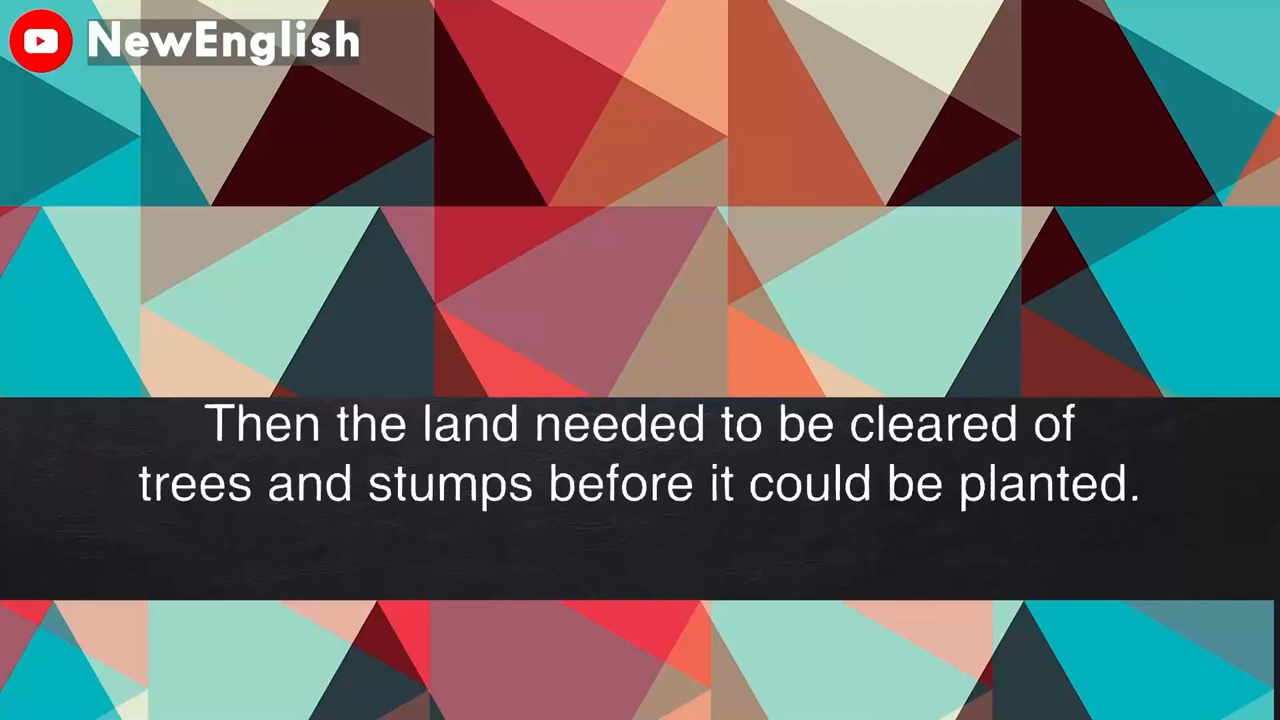 NewEnglish
Then the land needed to be cleared of
trees and stumps before it could be planted.